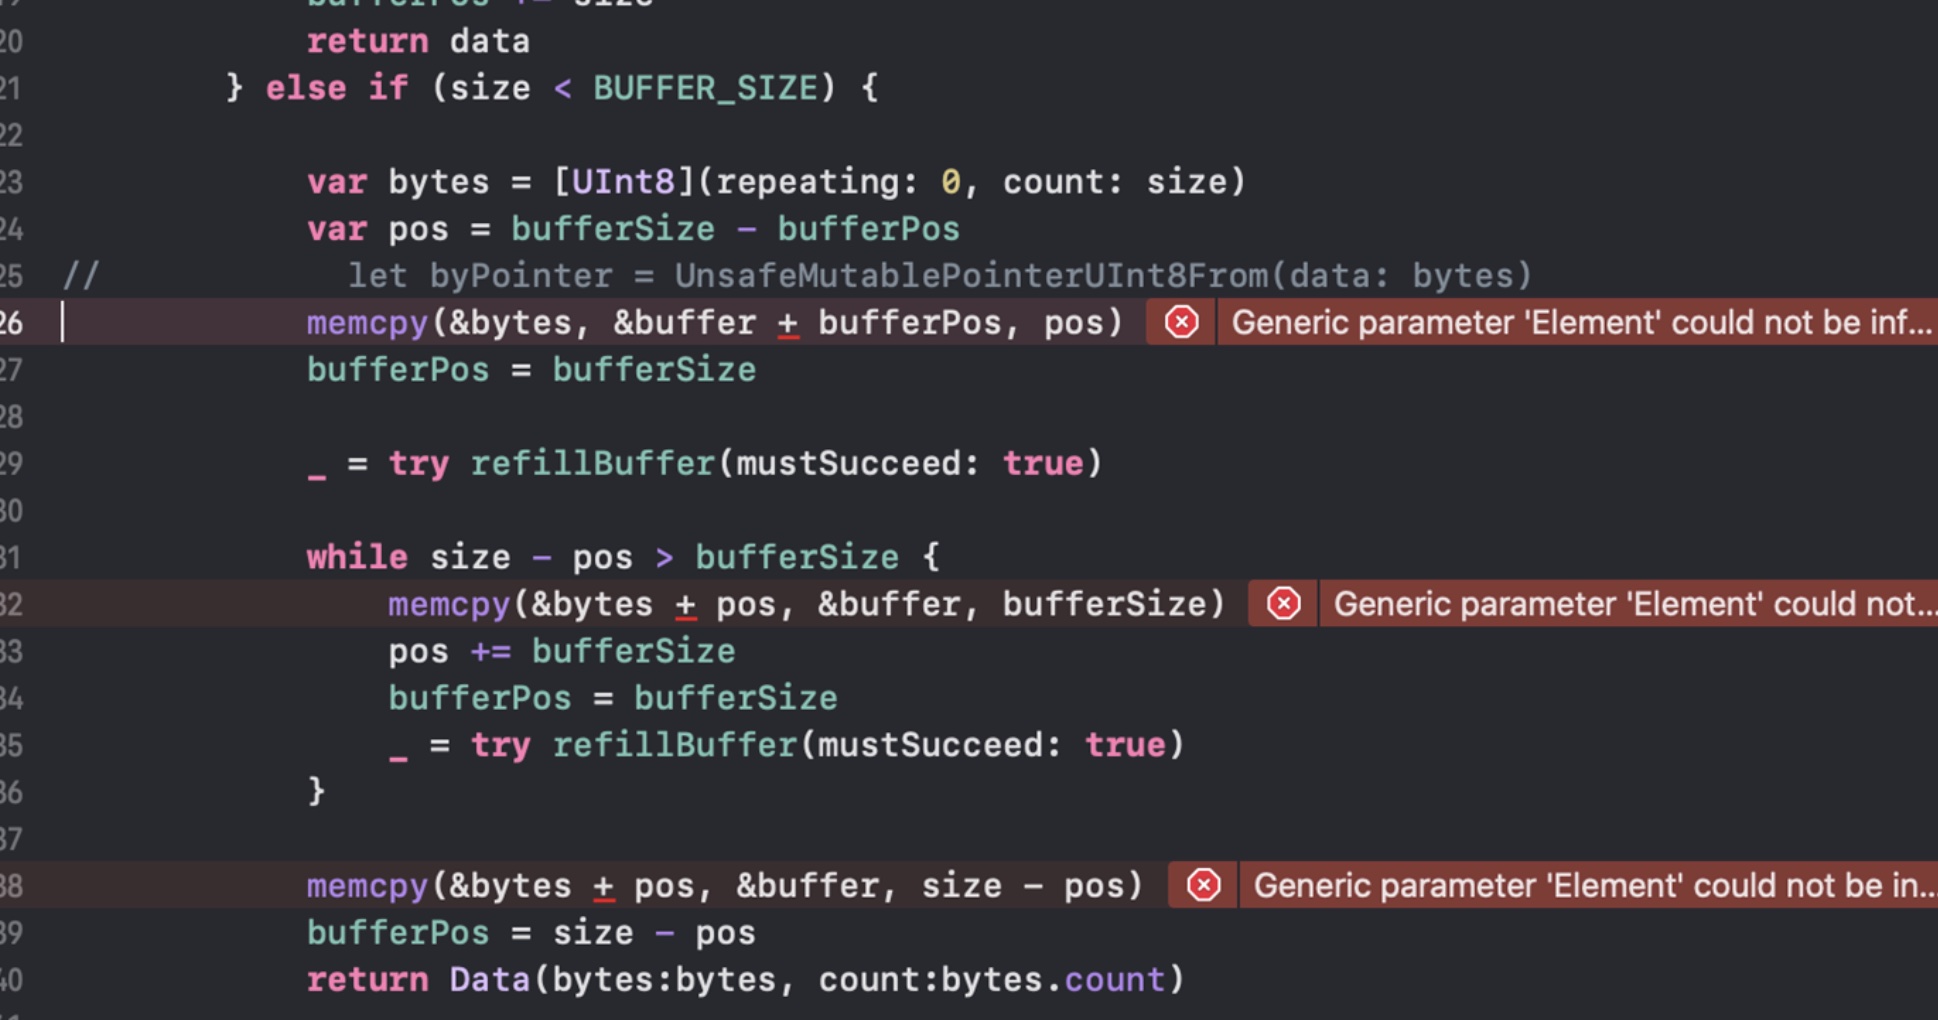 bufferPos += size
20 return data
21 } else if (size < BUFFER_SIZE) {
22
23 var bytes = [UInt8](repeating: 0, count: size)
24 var pos = bufferSize - bufferPos
25 // let byPointer = UnsafeMutablePointerUInt8From(data: bytes)
26 memcpy(&bytes, &buffer + bufferPos, pos) Generic parameter 'Element' could not be inf...
27 bufferPos = bufferSize
28
29 _ = try refillBuffer(mustSucceed: true)
30
31 while size - pos > bufferSize {
32 memcpy(&bytes + pos, &buffer, bufferSize) Generic parameter 'Element' could not...
33 pos += bufferSize
34 bufferPos = bufferSize
35 _ = try refillBuffer(mustSucceed: true)
36 }
37
38 memcpy(&bytes + pos, &buffer, size - pos) Generic parameter 'Element' could not be in...
39 bufferPos = size - pos
40 return Data(bytes:bytes, count:bytes.count)